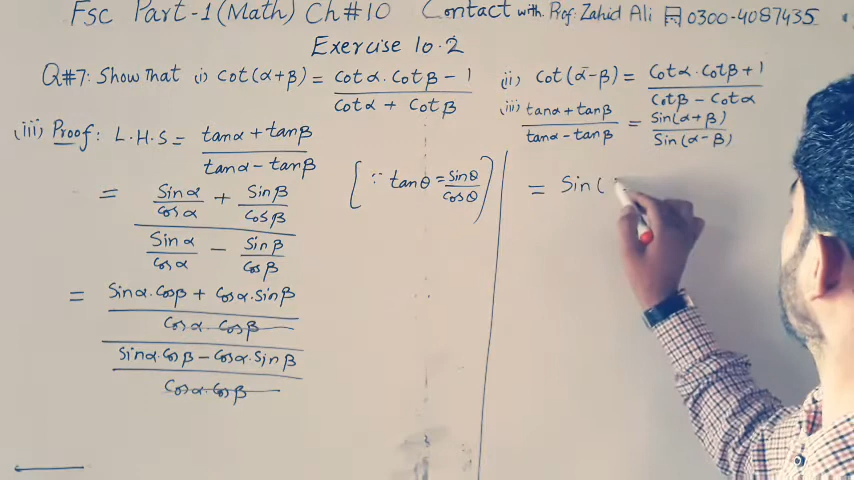 Fsc Part-1 (Math) Ch#10 Contact with Prof: Zahid Ali 0300-4087435
Exercise 10.2
Q#7: Show that (i) Cot(α+β) = (Cotα·Cotβ - 1)/(Cotα + Cotβ) (ii) Cot(α-β) = (Cotα·Cotβ+1)/(Cotβ - Cotα)
(iii) (tanα+tanβ)/(tanα-tanβ) = Sin(α+β)/Sin(α-β)
(iii) Proof: L.H.S = (tanα+tanβ)/(tanα-tanβ)
= (Sinα/Cosα + Sinβ/Cosβ)/(Sinα/Cosα - Sinβ/Cosβ) [∵ tanθ = Sinθ/Cosθ)
= ((Sinα·Cosβ + Cosα·Sinβ)/(Cosα·Cosβ))/((Sinα·Cosβ - Cosα·Sinβ)/(Cosα·Cosβ))
= Sin(